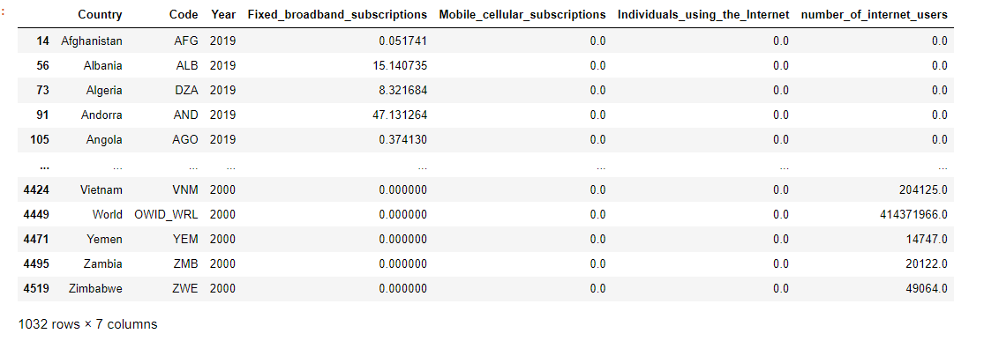 :
Country Code Year Fixed_broadband_subscriptions Mobile_cellular_subscriptions Individuals_using_the_Internet number_of_internet_users
14 Afghanistan AFG 2019 0.051741 0.0 0.0 0.0
56 Albania ALB 2019 15.140735 0.0 0.0 0.0
73 Algeria DZA 2019 8.321684 0.0 0.0 0.0
91 Andorra AND 2019 47.131264 0.0 0.0 0.0
105 Angola AGO 2019 0.374130 0.0 0.0 0.0
... ... ... ... ... ... ... ...
4424 Vietnam VNM 2000 0.000000 0.0 0.0 204125.0
4449 World OWID_WRL 2000 0.000000 0.0 0.0 414371966.0
4471 Yemen YEM 2000 0.000000 0.0 0.0 14747.0
4495 Zambia ZMB 2000 0.000000 0.0 0.0 20122.0
4519 Zimbabwe ZWE 2000 0.000000 0.0 0.0 49064.0
1032 rows × 7 columns